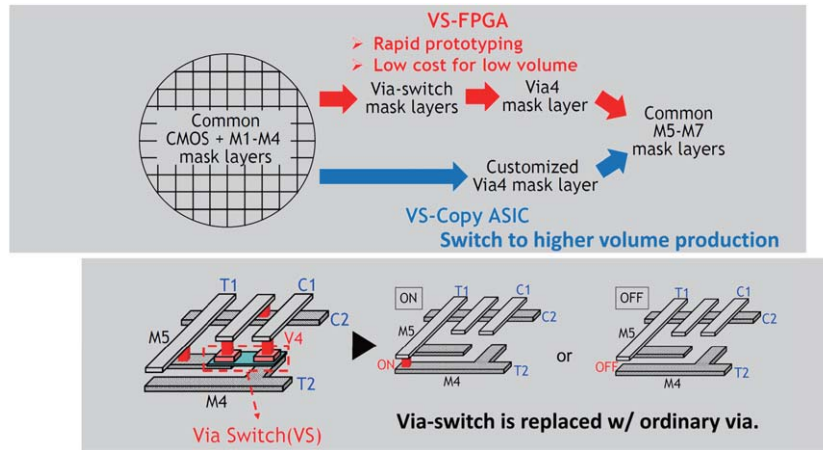 VS-FPGA
➢ Rapid prototyping
➢ Low cost for low volume
Common
CMOS + M1-M4
mask layers
Via-switch
mask layers
Via4
mask layer
Common
M5-M7
mask layers
Customized
Via4 mask layer
VS-Copy ASIC
Switch to higher volume production
T1
C1
C2
M5
V4
T2
M4
Via Switch(VS)
ON
T1
C1
C2
M5
ON
T2
M4
or
OFF
T1
C1
C2
M5
OFF
T2
M4
Via-switch is replaced w/ ordinary via.